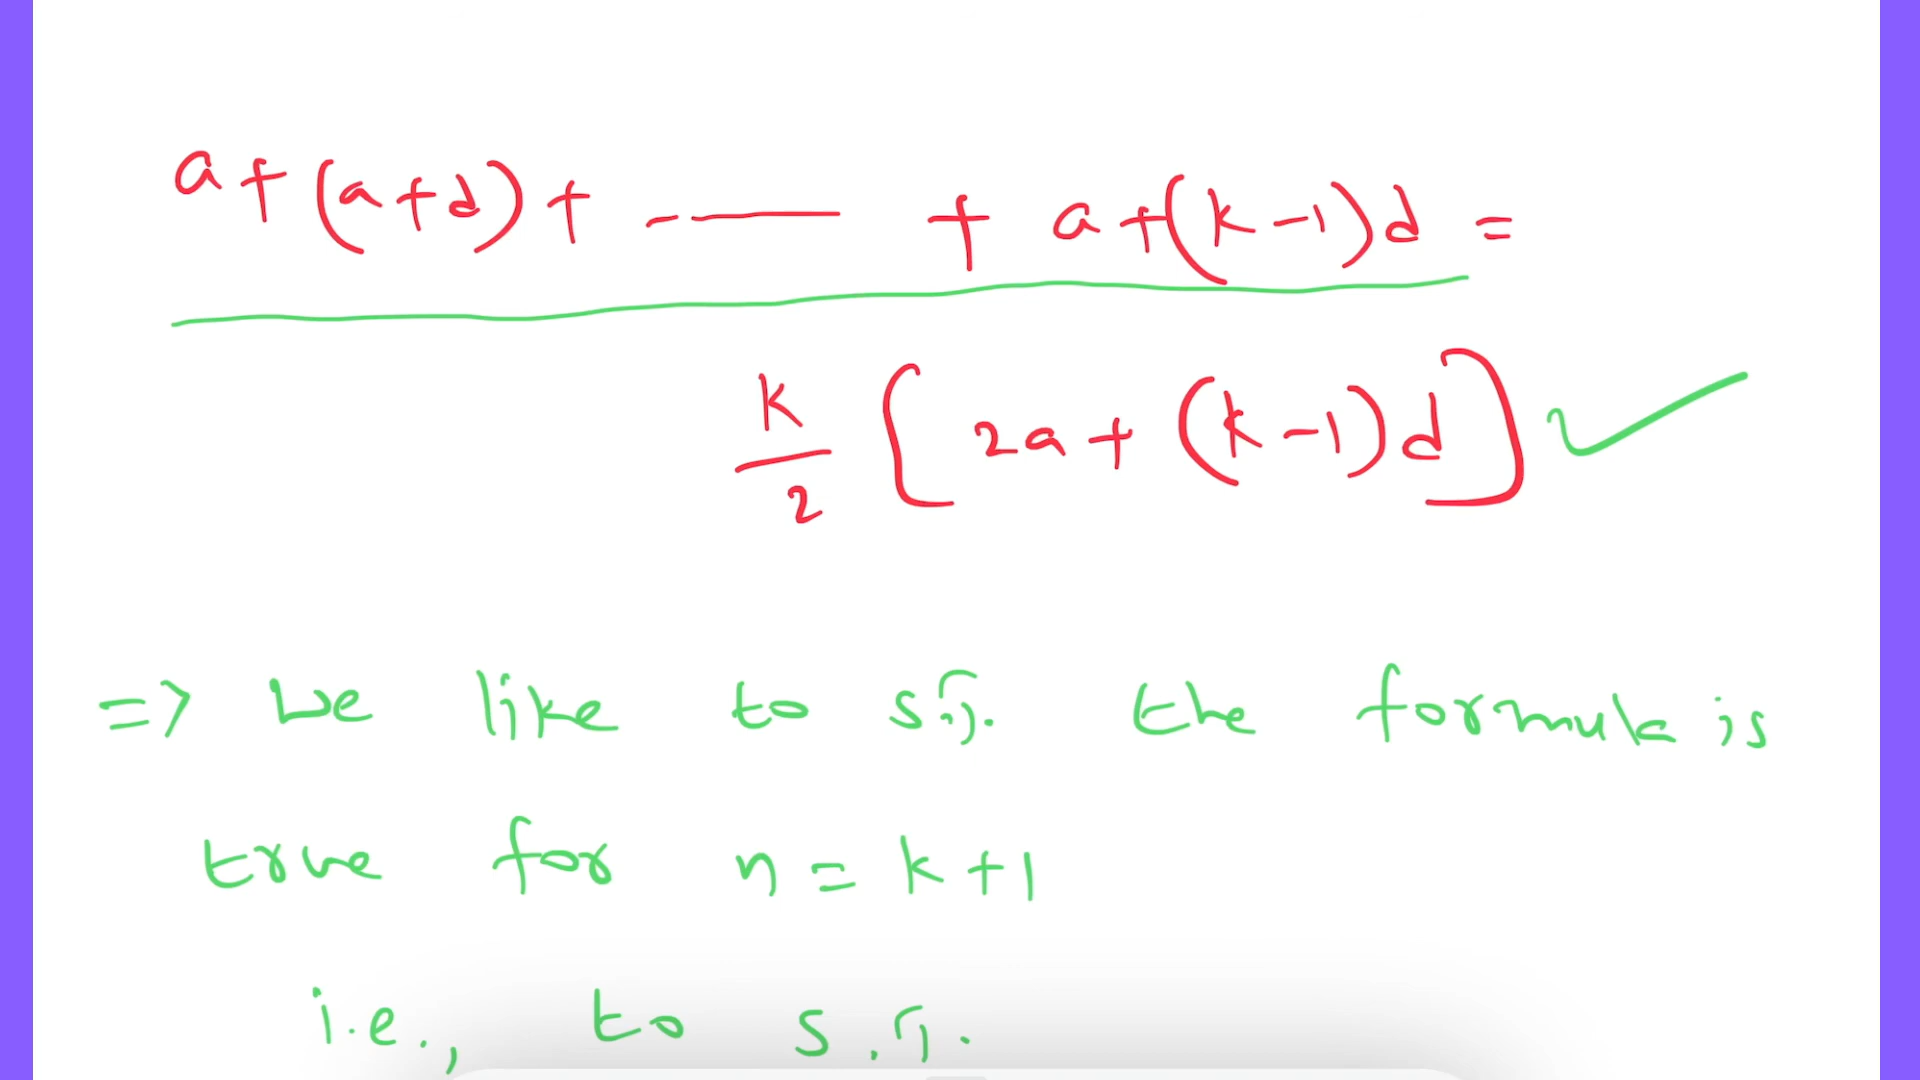 a + (a+d) + ------ + a+(k-1)d =
k/2 [2a + (k-1)d] ✓
=> We like to S.T. the formula is
true for n = k+1
i.e., to S.T.